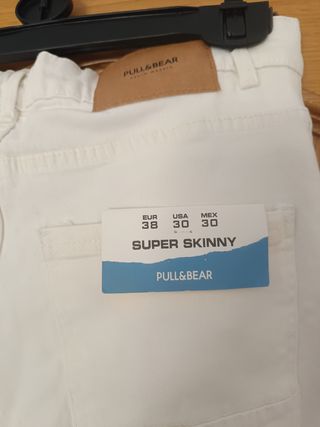 PULL&BEAR
EUR USA MEX
38 30 30
SUPER SKINNY
PULL&BEAR